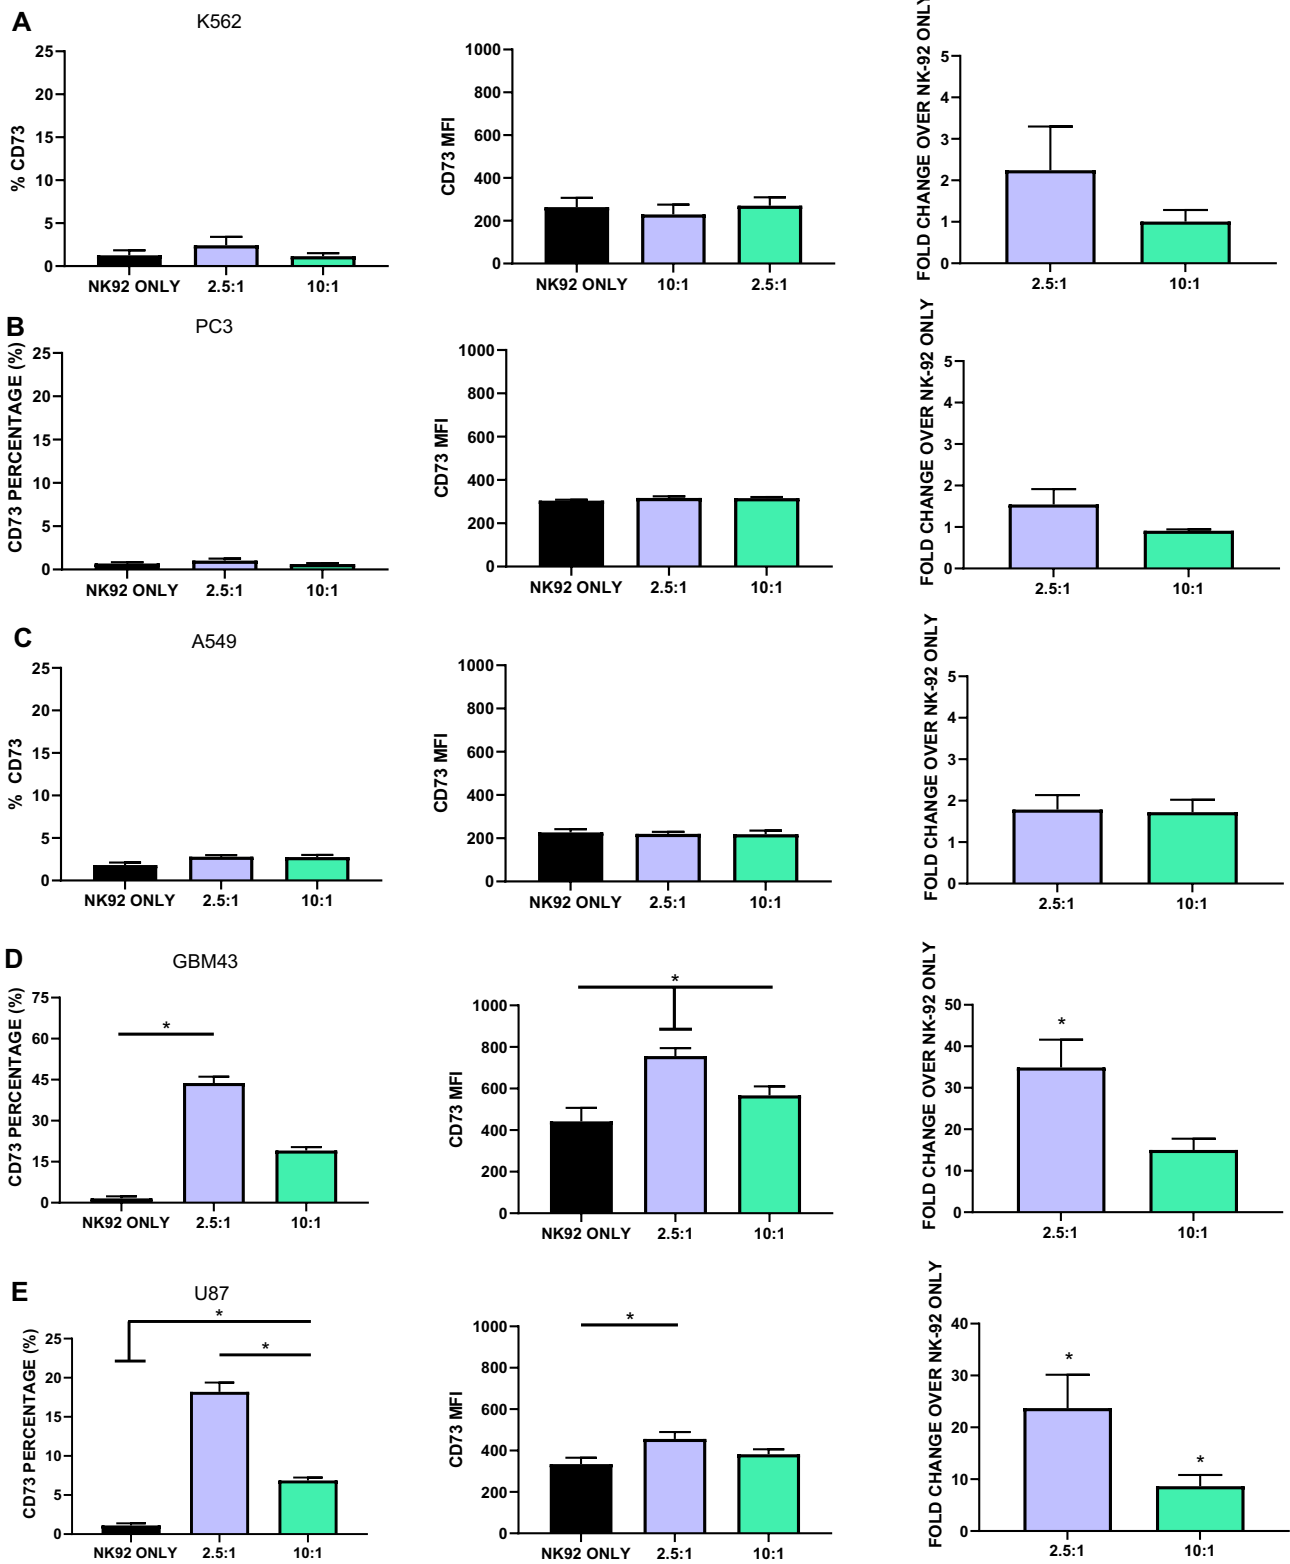 A
K562
% CD73
25
20
15
10
5
0
NK92 ONLY 2.5:1 10:1
CD73 MFI
1000
800
600
400
200
0
NK92 ONLY 10:1 2.5:1
FOLD CHANGE OVER NK-92 ONLY
5
4
3
2
1
0
2.5:1 10:1
B
PC3
CD73 PERCENTAGE (%)
25
20
15
10
5
0
NK92 ONLY 2.5:1 10:1
CD73 MFI
1000
800
600
400
200
0
NK92 ONLY 2.5:1 10:1
FOLD CHANGE OVER NK-92 ONLY
5
4
3
2
1
0
2.5:1 10:1
C
A549
% CD73
25
20
15
10
5
0
NK92 ONLY 2.5:1 10:1
CD73 MFI
1000
800
600
400
200
0
NK92 ONLY 2.5:1 10:1
FOLD CHANGE OVER NK-92 ONLY
5
4
3
2
1
0
2.5:1 10:1
D
GBM43
CD73 PERCENTAGE (%)
75
60
45
30
15
0
*
NK92 ONLY 2.5:1 10:1
CD73 MFI
1000
800
600
400
200
0
*
NK92 ONLY 2.5:1 10:1
FOLD CHANGE OVER NK-92 ONLY
50
40
30
20
10
0
*
2.5:1 10:1
E
U87
CD73 PERCENTAGE (%)
25
20
15
10
5
0
*
*
NK92 ONLY 2.5:1 10:1
CD73 MFI
1000
800
600
400
200
0
*
NK92 ONLY 2.5:1 10:1
FOLD CHANGE OVER NK-92 ONLY
40
30
20
10
0
*
*
2.5:1 10:1